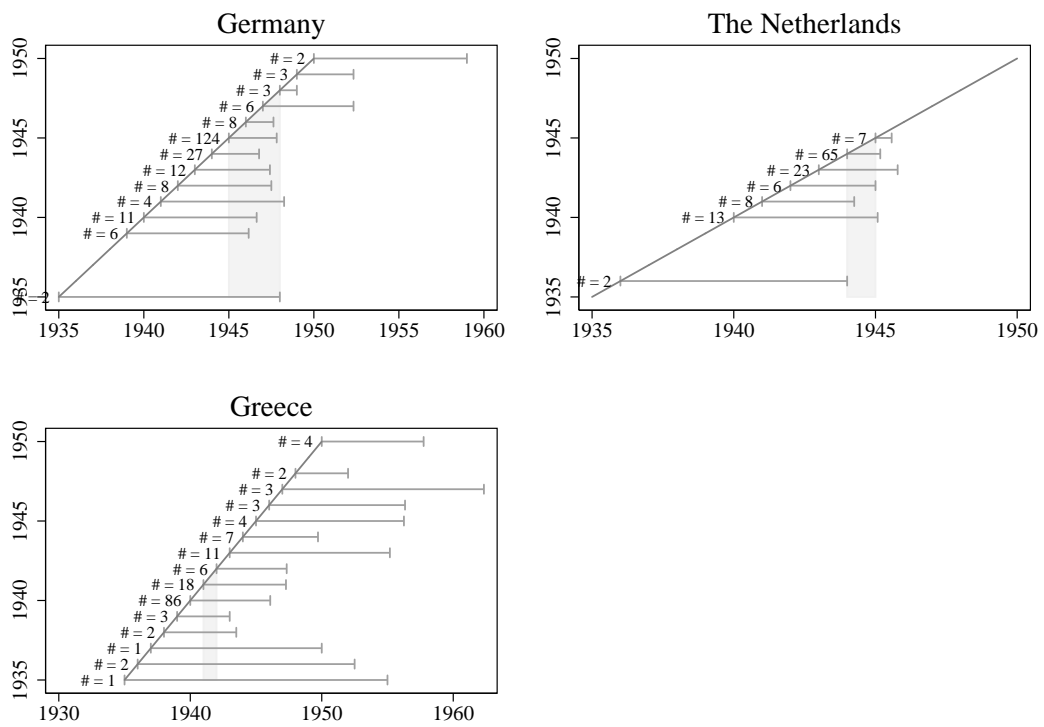 Germany
1950
1945
1940
1935
# = 2
# = 3
# = 3
# = 6
# = 8
# = 124
# = 27
# = 12
# = 8
# = 4
# = 11
# = 6
# = 2
1935 1940 1945 1950 1955 1960
The Netherlands
1950
1945
1940
1935
# = 7
# = 65
# = 23
# = 6
# = 8
# = 13
# = 2
1935 1940 1945 1950
Greece
1950
1945
1940
1935
# = 4
# = 2
# = 3
# = 3
# = 4
# = 7
# = 11
# = 6
# = 18
# = 86
# = 3
# = 2
# = 1
# = 2
# = 1
1930 1940 1950 1960